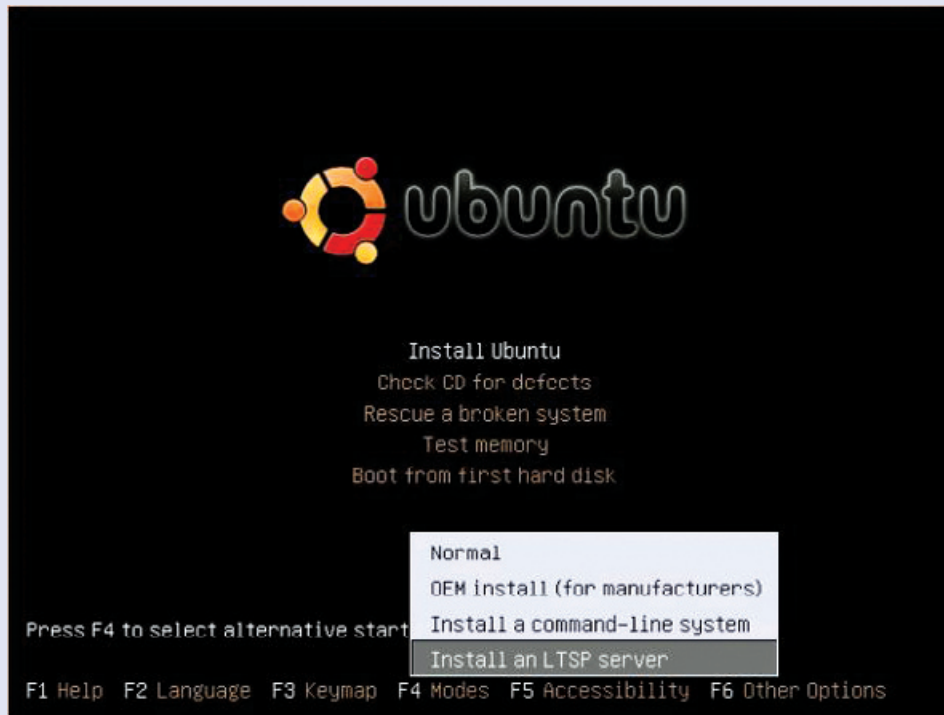 ubuntu
Install Ubuntu
Check CD for defects
Rescue a broken system
Test memory
Boot from first hard disk
Normal
OEM install (for manufacturers)
Install a command-line system
Press F4 to select alternative start
Install an LTSP server
F1 Help F2 Language F3 Keymap F4 Modes F5 Accessibility F6 Other Options